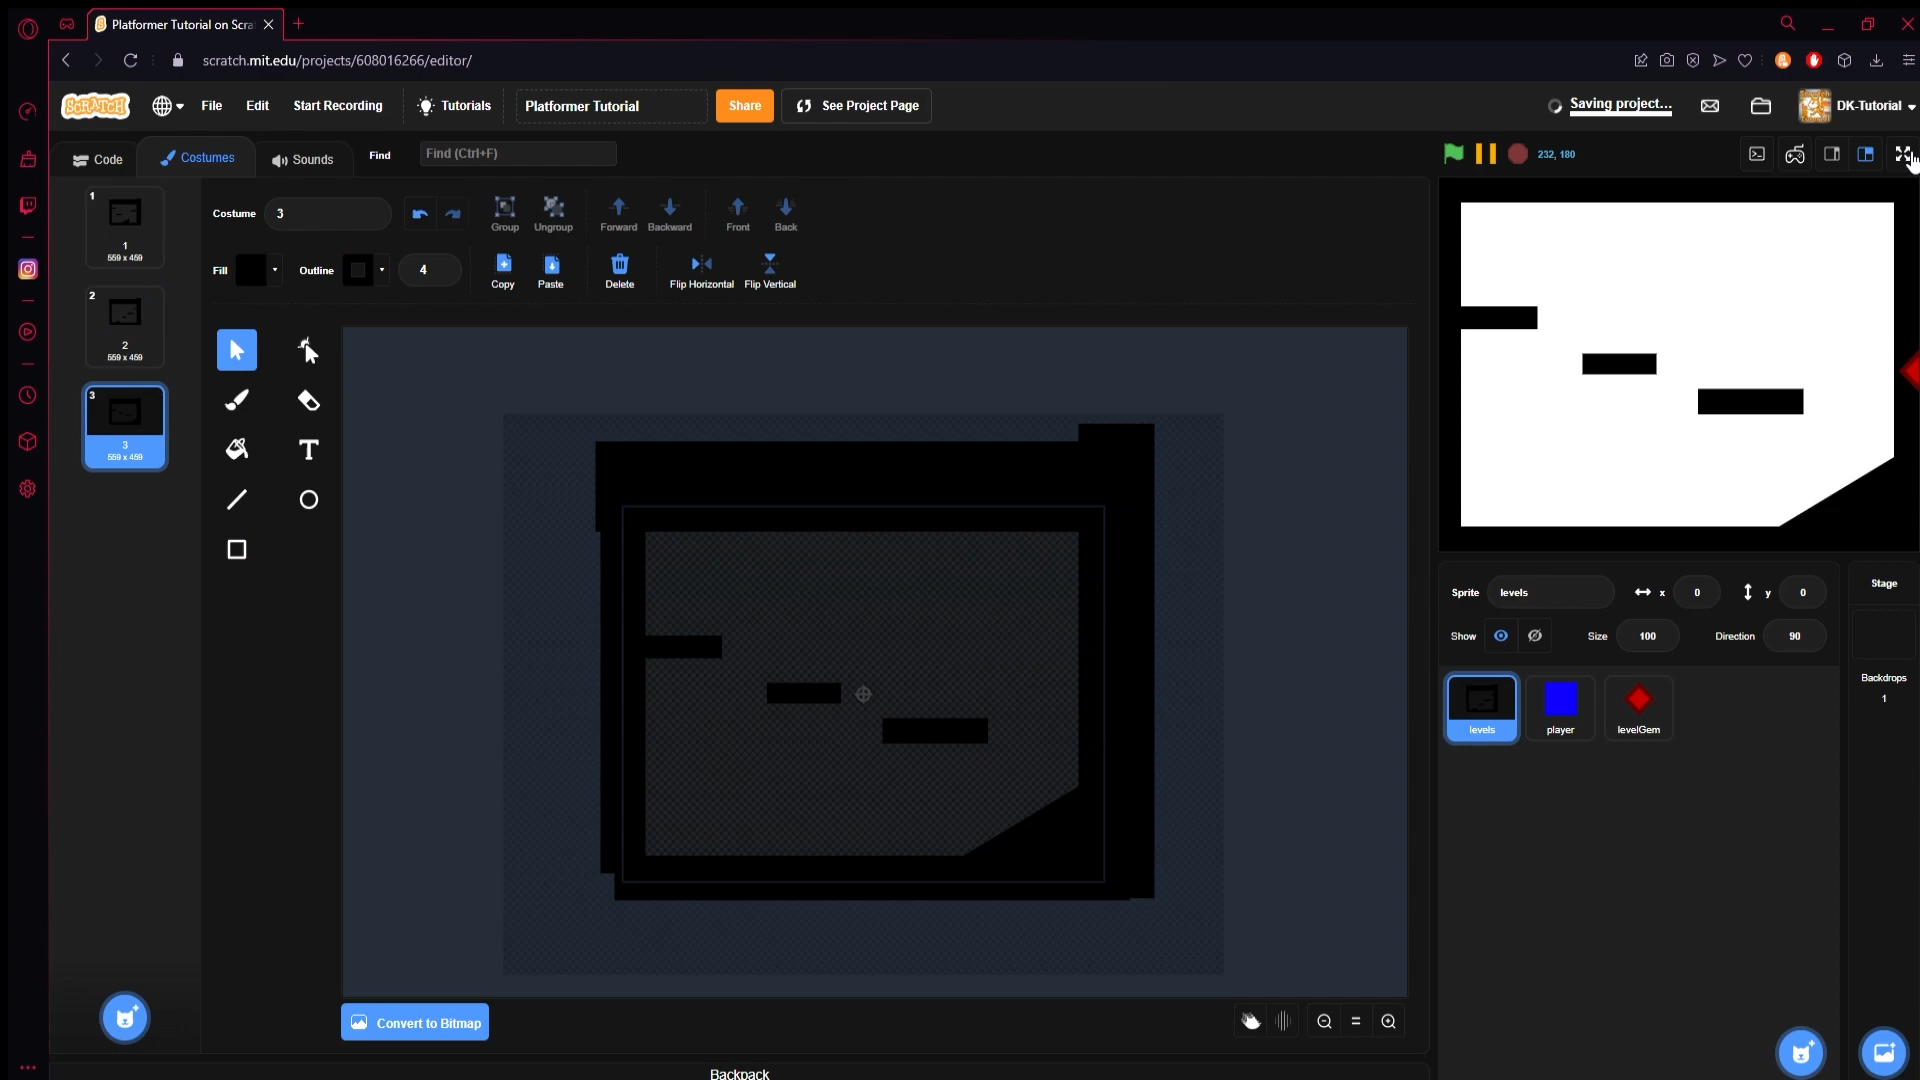 Platformer Tutorial on Scra
scratch.mit.edu/projects/608016266/editor/
SCRATCH
File
Edit
Start Recording
Tutorials
Platformer Tutorial
Share
See Project Page
Saving project...
DK-Tutorial
Code
Costumes
Sounds
Find
Find (Ctrl+F)
232, 180
1
1
559 x 459
2
2
559 x 459
3
3
559 x 459
Costume
3
Group
Ungroup
Forward
Backward
Front
Back
Fill
Outline
4
Copy
Paste
Delete
Flip Horizontal
Flip Vertical
T
Convert to Bitmap
Backpack
Sprite
levels
x
0
y
0
Show
Size
100
Direction
90
levels
player
levelGem
Stage
Backdrops
1